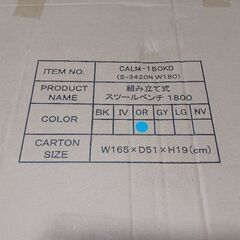 ITEM NO. CALM-180KD
(S-3420N W180)
PRODUCT NAME 組み立て式
スツールベンチ 1800
COLOR BK IV OR GY LG NV
CARTON SIZE W165×D51×H19(cm)